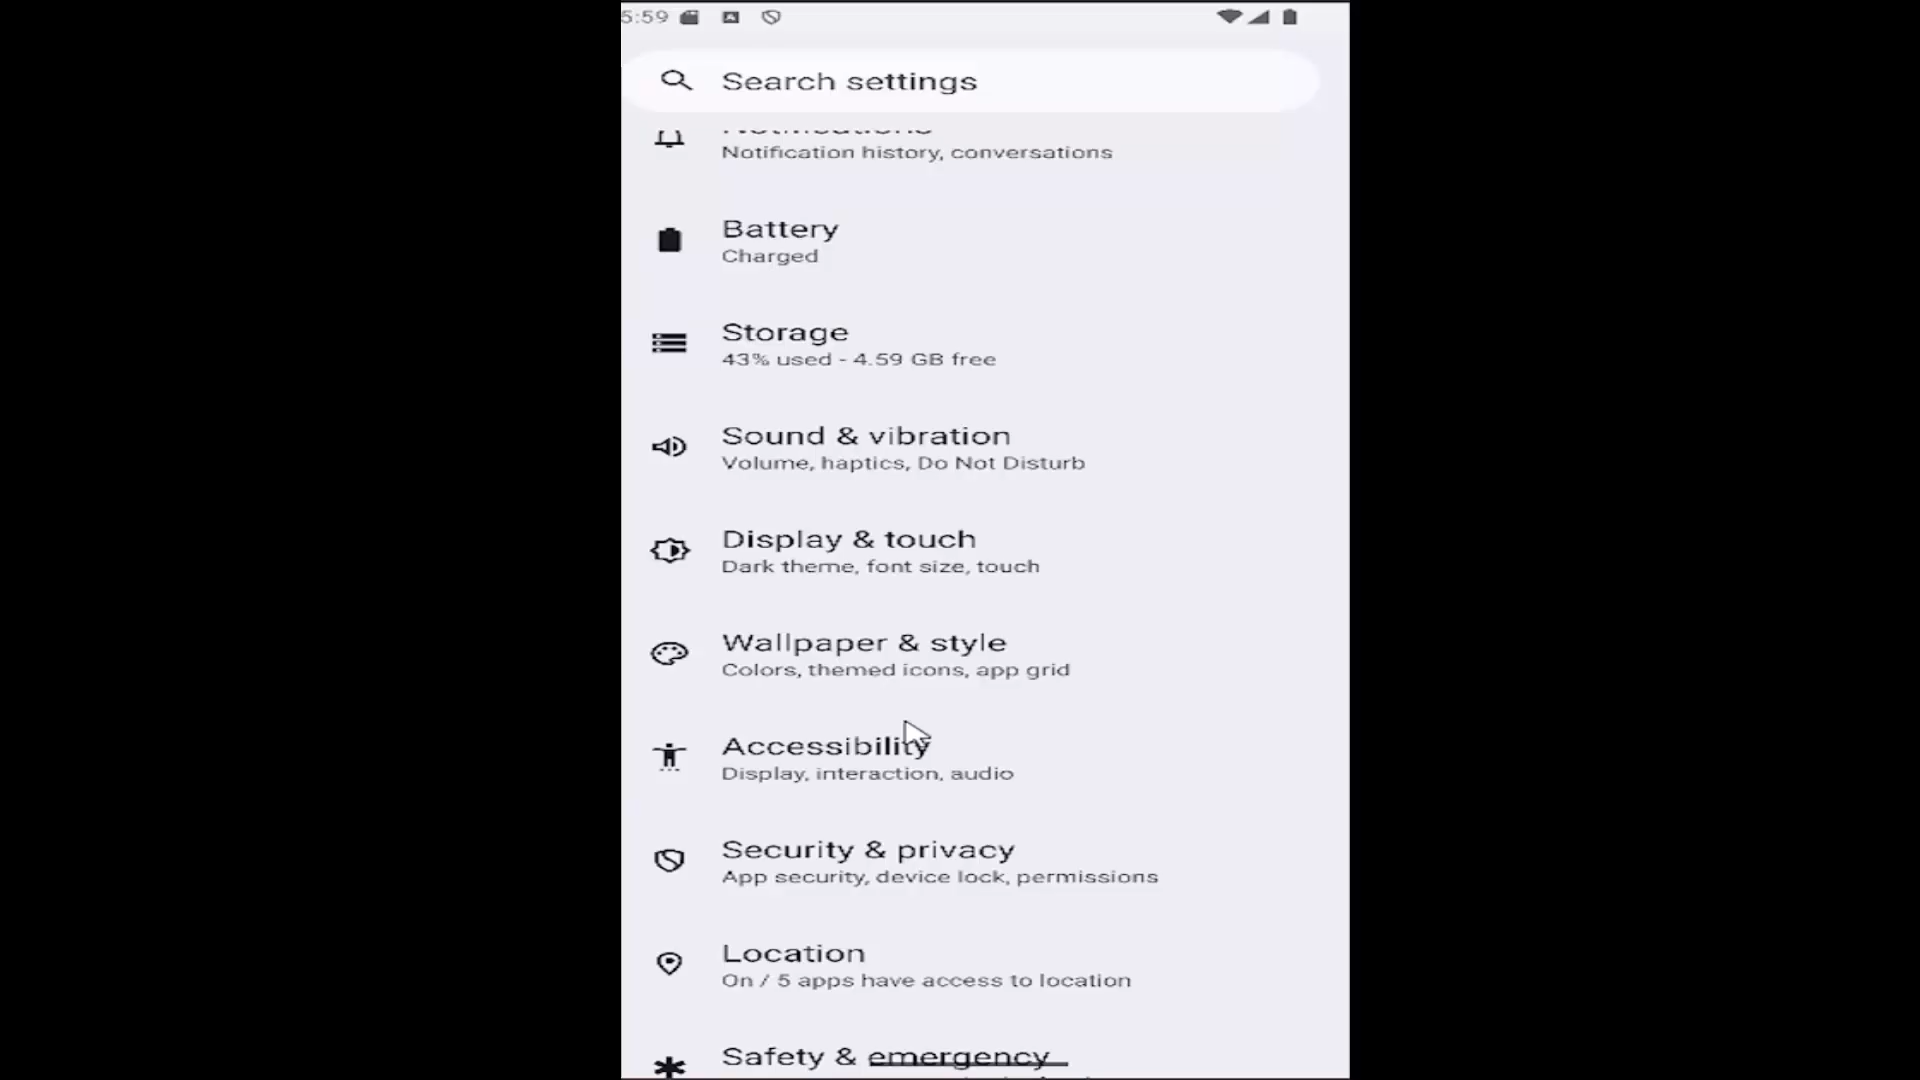 5:59
Search settings
Notifications
Notification history, conversations
Battery
Charged
Storage
43% used - 4.59 GB free
Sound & vibration
Volume, haptics, Do Not Disturb
Display & touch
Dark theme, font size, touch
Wallpaper & style
Colors, themed icons, app grid
Accessibility
Display, interaction, audio
Security & privacy
App security, device lock, permissions
Location
On / 5 apps have access to location
Safety & emergency